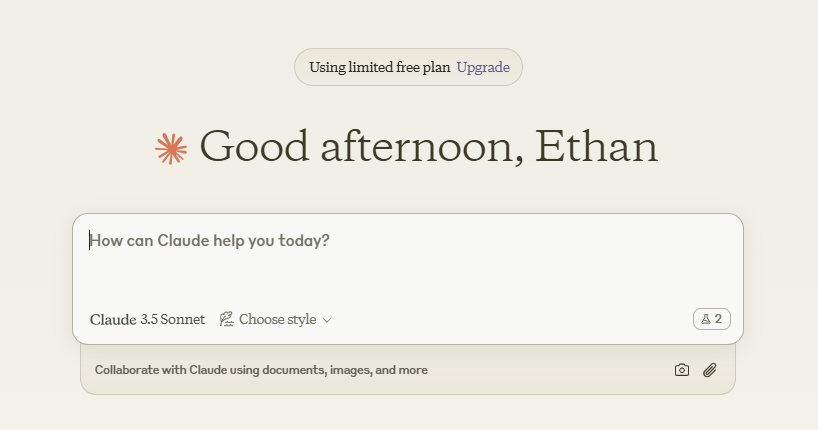 Using limited free plan Upgrade
Good afternoon, Ethan
How can Claude help you today?
Claude 3.5 Sonnet Choose style 2
Collaborate with Claude using documents, images, and more